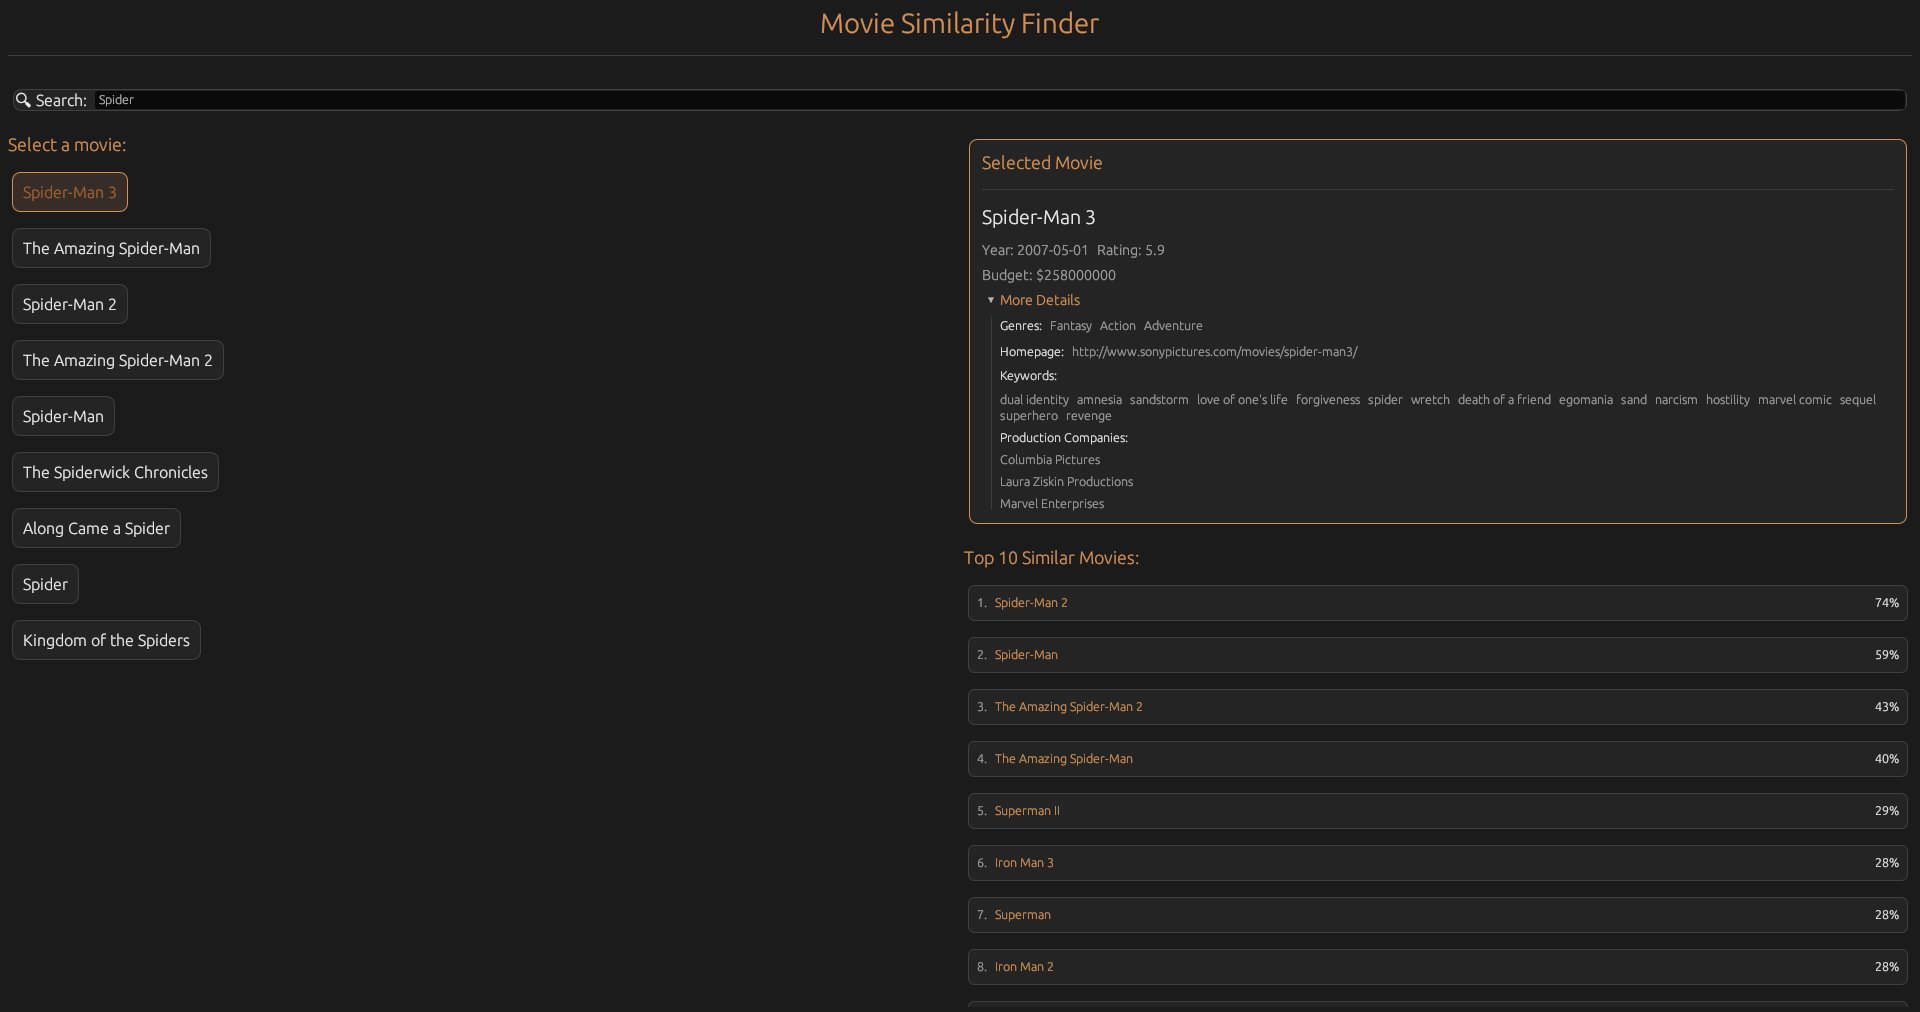 Movie Similarity Finder
🔍 Search: Spider
Select a movie:
Spider-Man 3
The Amazing Spider-Man
Spider-Man 2
The Amazing Spider-Man 2
Spider-Man
The Spiderwick Chronicles
Along Came a Spider
Spider
Kingdom of the Spiders
Selected Movie
Spider-Man 3
Year: 2007-05-01 Rating: 5.9
Budget: $258000000
▼ More Details
Genres: Fantasy Action Adventure
Homepage: http://www.sonypictures.com/movies/spider-man3/
Keywords:
dual identity amnesia sandstorm love of one's life forgiveness spider wretch death of a friend egomania sand narcism hostility marvel comic sequel
superhero revenge
Production Companies:
Columbia Pictures
Laura Ziskin Productions
Marvel Enterprises
Top 10 Similar Movies:
1. Spider-Man 2 74%
2. Spider-Man 59%
3. The Amazing Spider-Man 2 43%
4. The Amazing Spider-Man 40%
5. Superman II 29%
6. Iron Man 3 28%
7. Superman 28%
8. Iron Man 2 28%